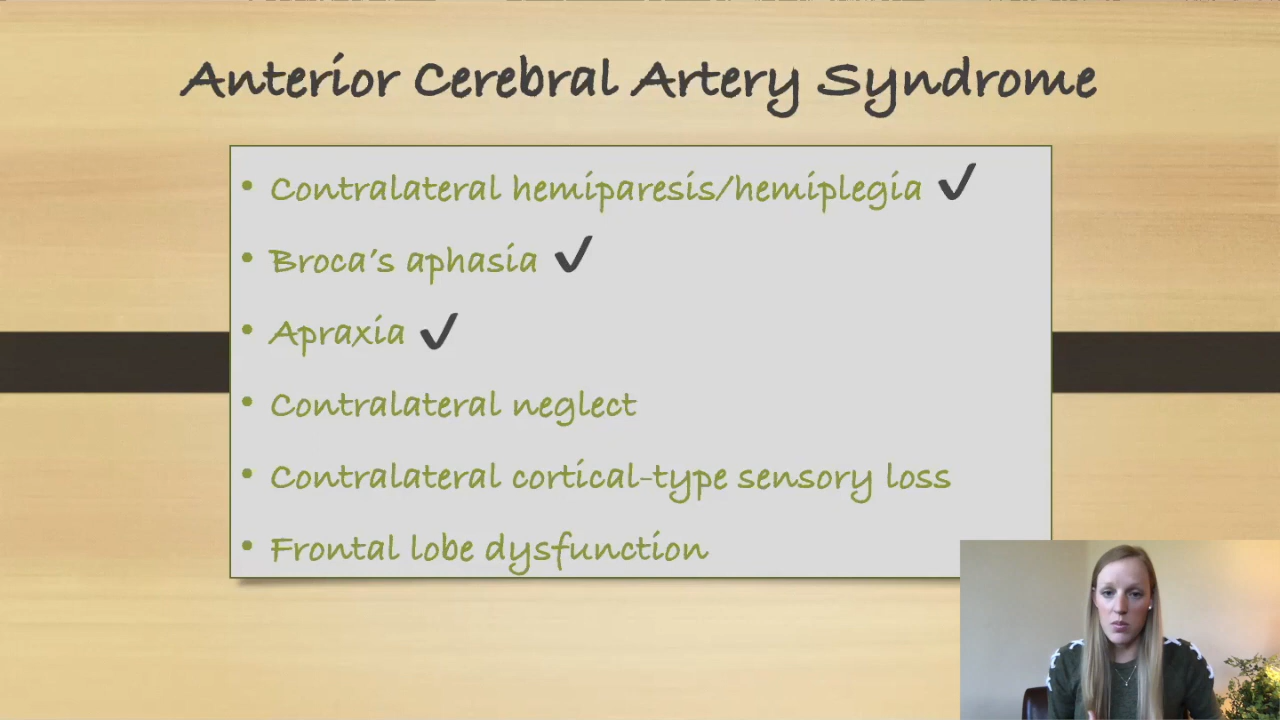 Anterior Cerebral Artery Syndrome
• Contralateral hemiparesis/hemiplegia ✓
• Broca's aphasia ✓
• Apraxia ✓
• Contralateral neglect
• Contralateral cortical-type sensory loss
• Frontal lobe dysfunction